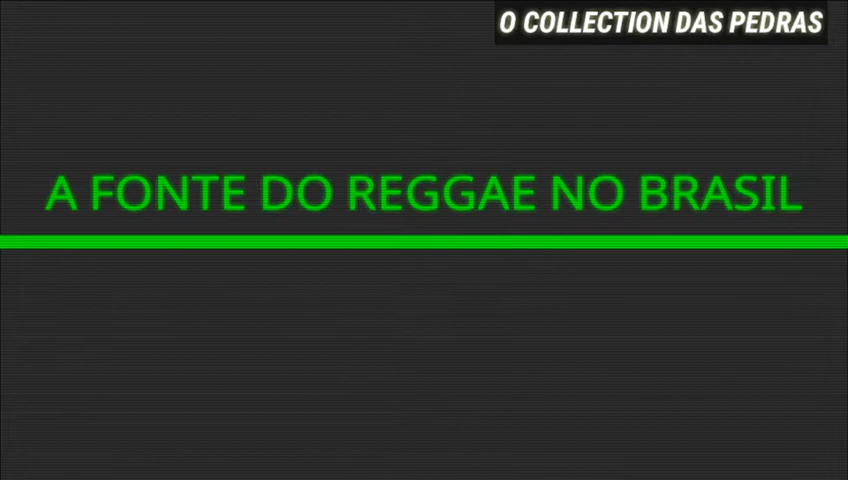 O COLLECTION DAS PEDRAS
A FONTE DO REGGAE NO BRASIL